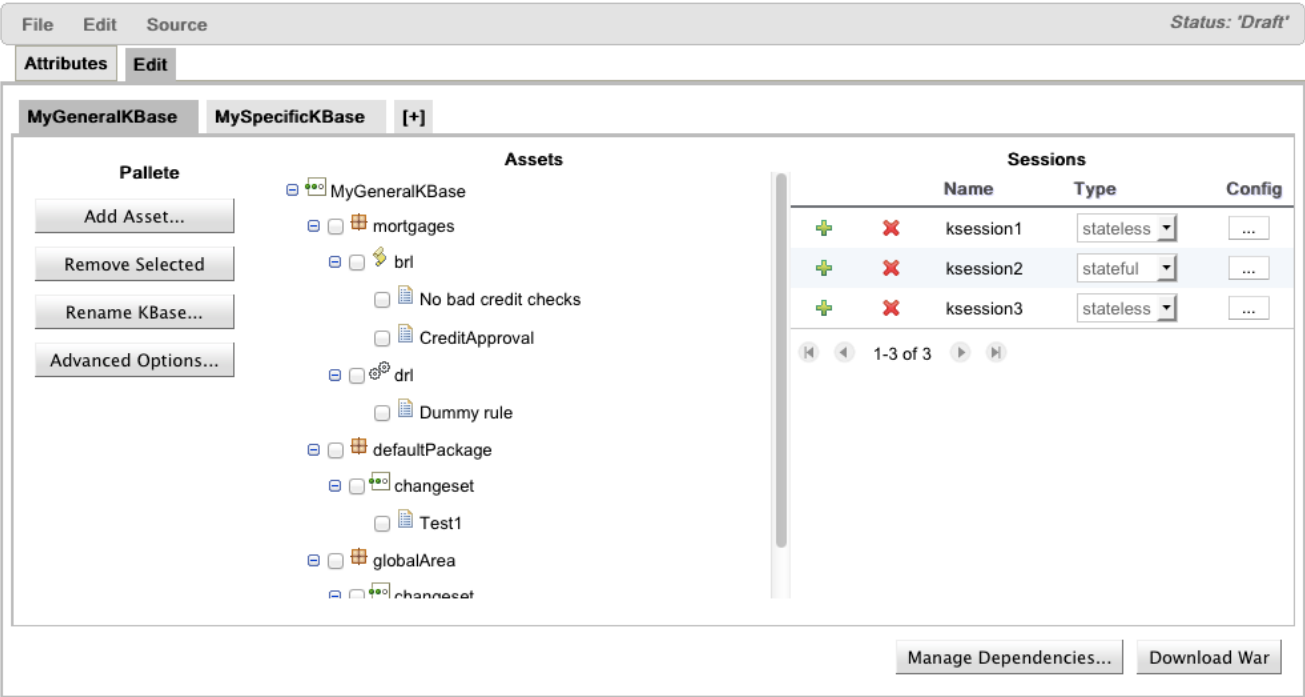 File Edit Source Status: 'Draft'
Attributes Edit
MyGeneralKBase MySpecificKBase [+]
Pallete
Add Asset...
Remove Selected
Rename KBase...
Advanced Options...
Assets
MyGeneralKBase
mortgages
brl
No bad credit checks
CreditApproval
drl
Dummy rule
defaultPackage
changeset
Test1
globalArea
changeset
Sessions
Name Type Config
ksession1 stateless ...
ksession2 stateful ...
ksession3 stateless ...
1-3 of 3
Manage Dependencies... Download War